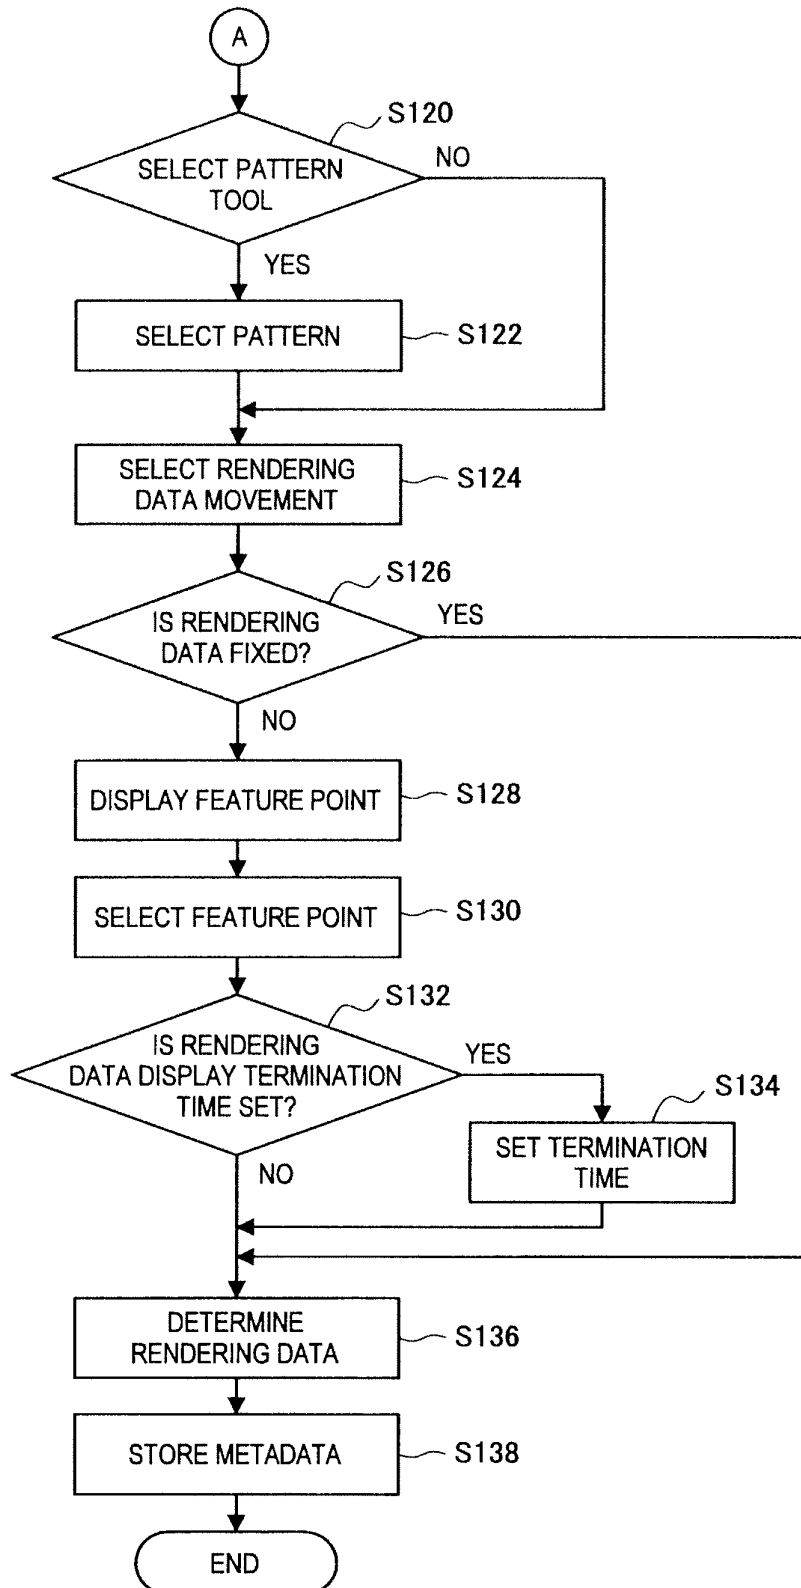 A
S120
SELECT PATTERN
TOOL
NO
YES
SELECT PATTERN
S122
SELECT RENDERING
DATA MOVEMENT
S124
S126
IS RENDERING
DATA FIXED?
YES
NO
DISPLAY FEATURE POINT
S128
SELECT FEATURE POINT
S130
S132
IS RENDERING
DATA DISPLAY TERMINATION
TIME SET?
YES
S134
SET TERMINATION
TIME
NO
DETERMINE
RENDERING DATA
S136
STORE METADATA
S138
END